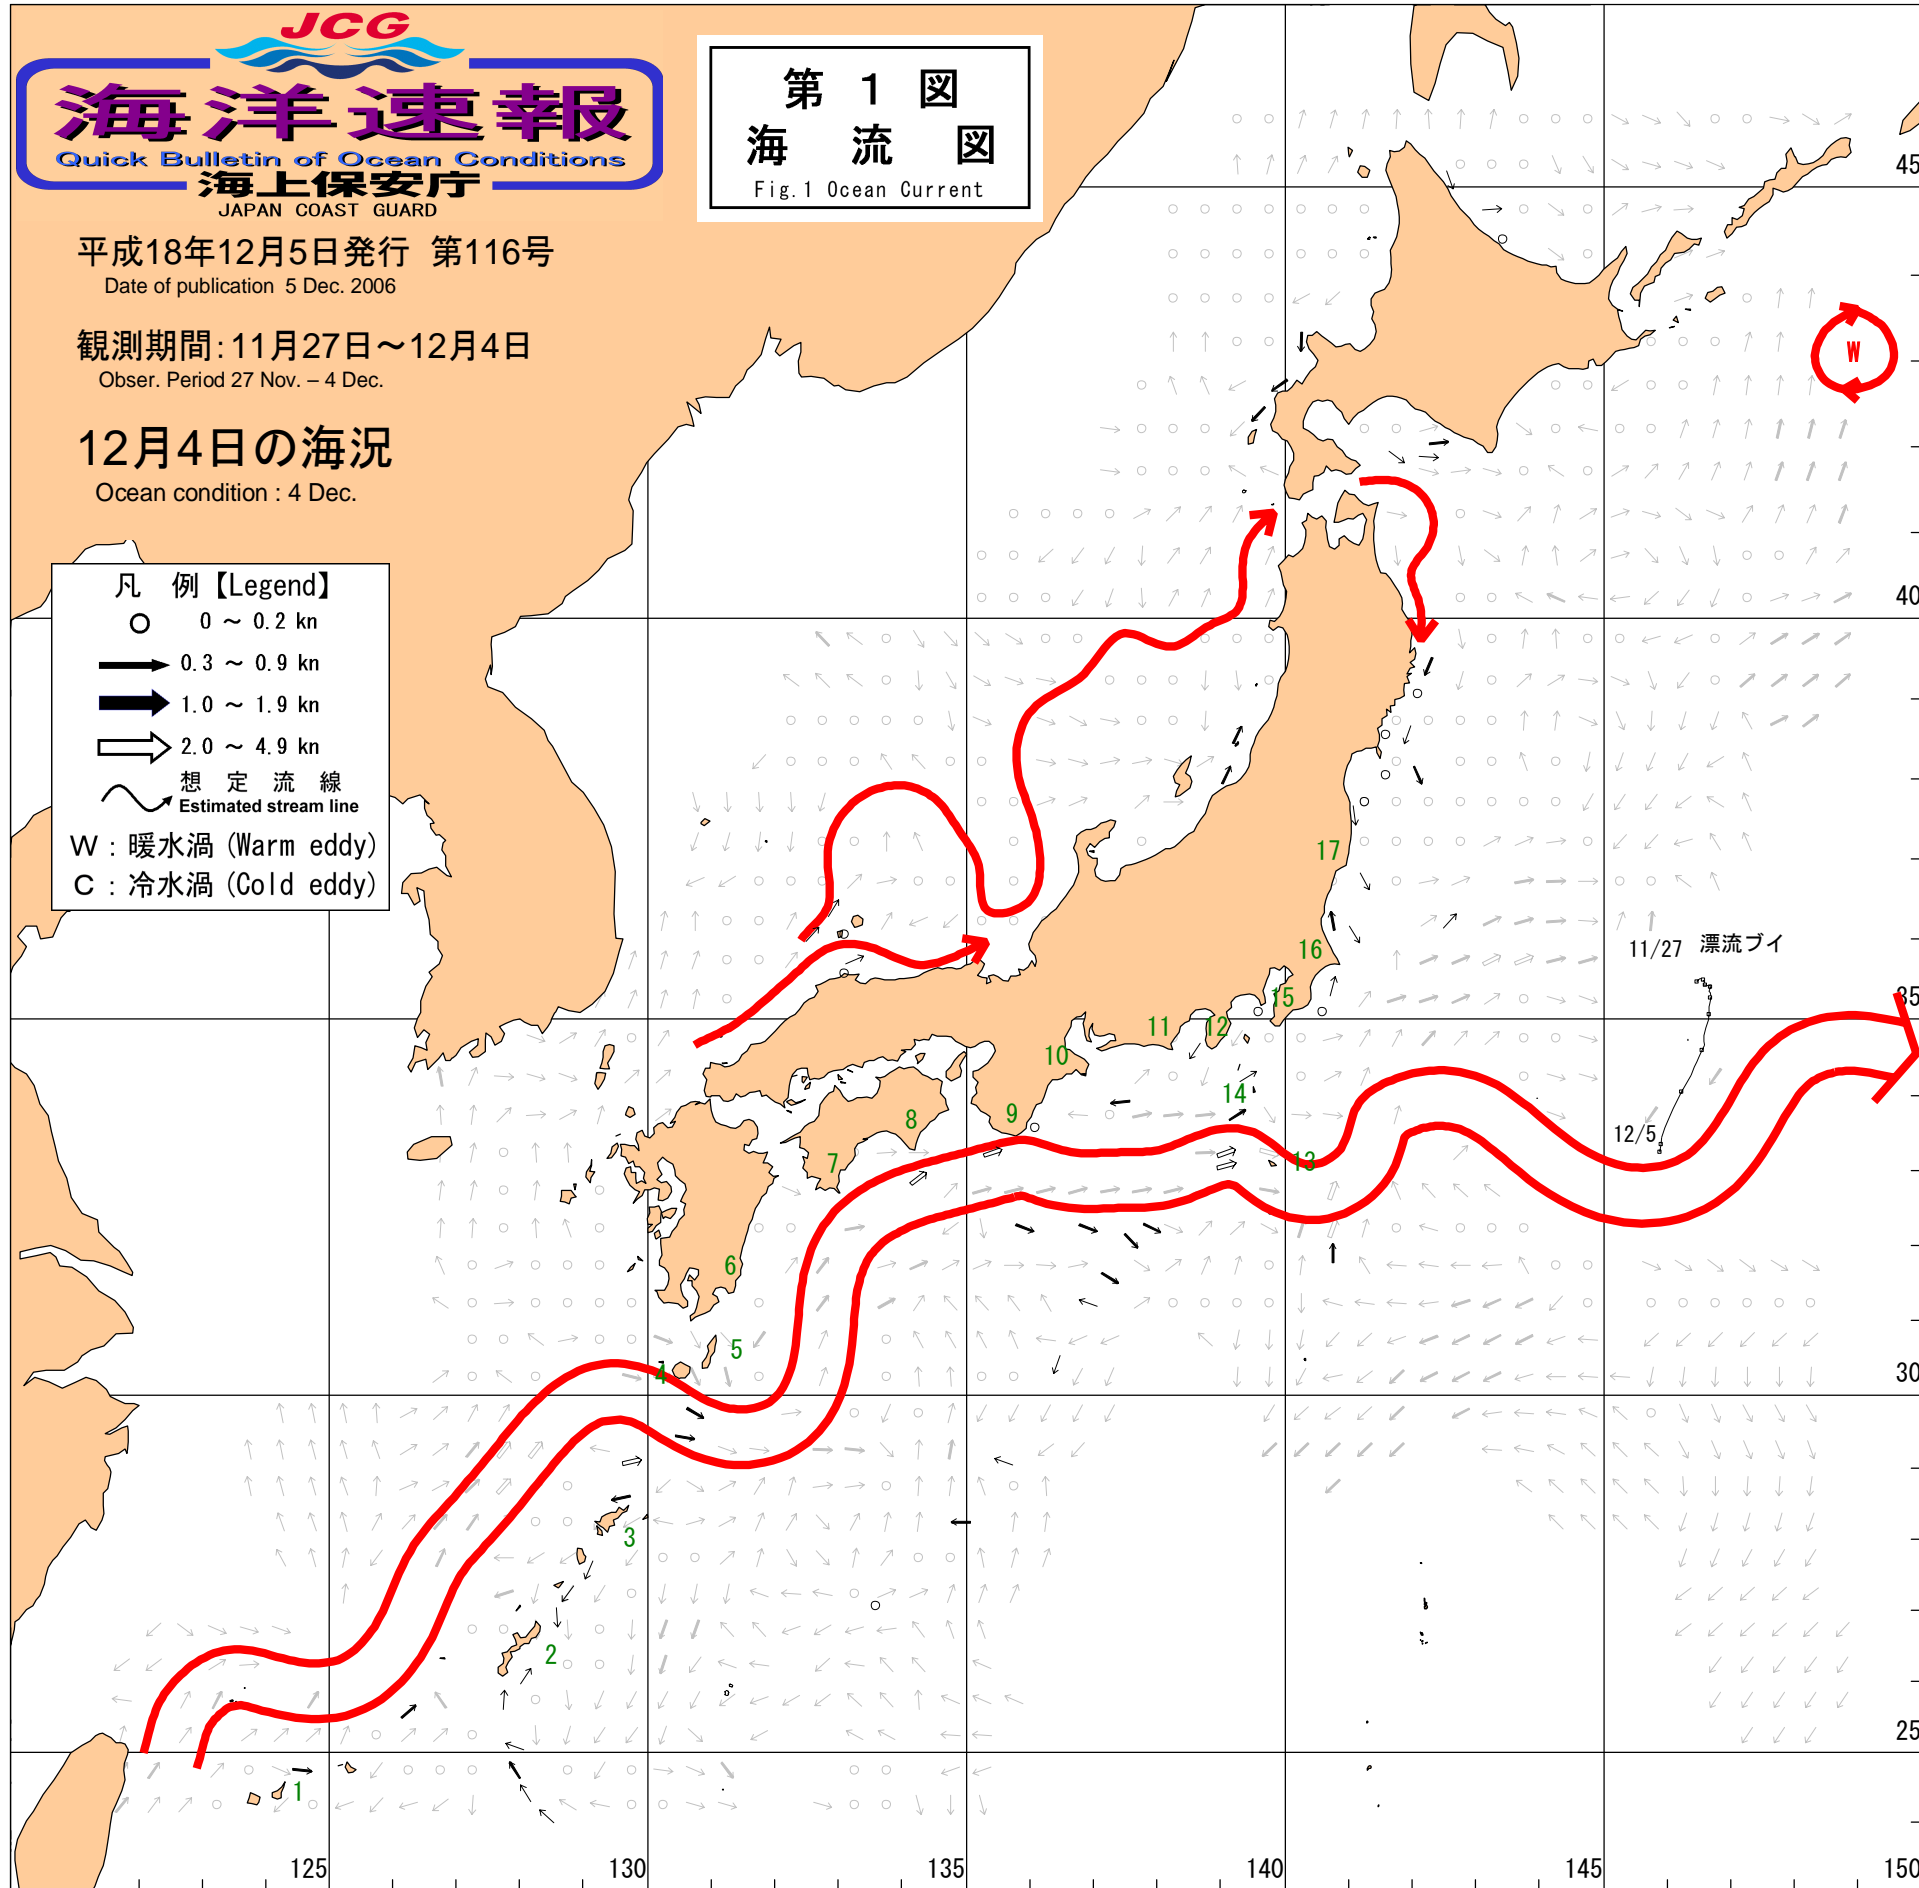 JCG
海洋速報
Quick Bulletin of Ocean Conditions
海上保安庁
JAPAN COAST GUARD
第 1 図
海 流 図
Fig.1 Ocean Current
平成18年12月5日発行 第116号
Date of publication 5 Dec. 2006
観測期間：11月27日～12月4日
Obser. Period 27 Nov. – 4 Dec.
12月4日の海況
Ocean condition : 4 Dec.
凡 例【Legend】
0 ～ 0.2 kn
0.3 ～ 0.9 kn
1.0 ～ 1.9 kn
2.0 ～ 4.9 kn
想 定 流 線
Estimated stream line
W : 暖水渦 (Warm eddy)
C : 冷水渦 (Cold eddy)
45
W
40
17
16
11/27 漂流ブイ
15
35
11
12
10
14
9
8
12/5
7
13
6
5
4
30
3
2
25
1
125
130
135
140
145
150